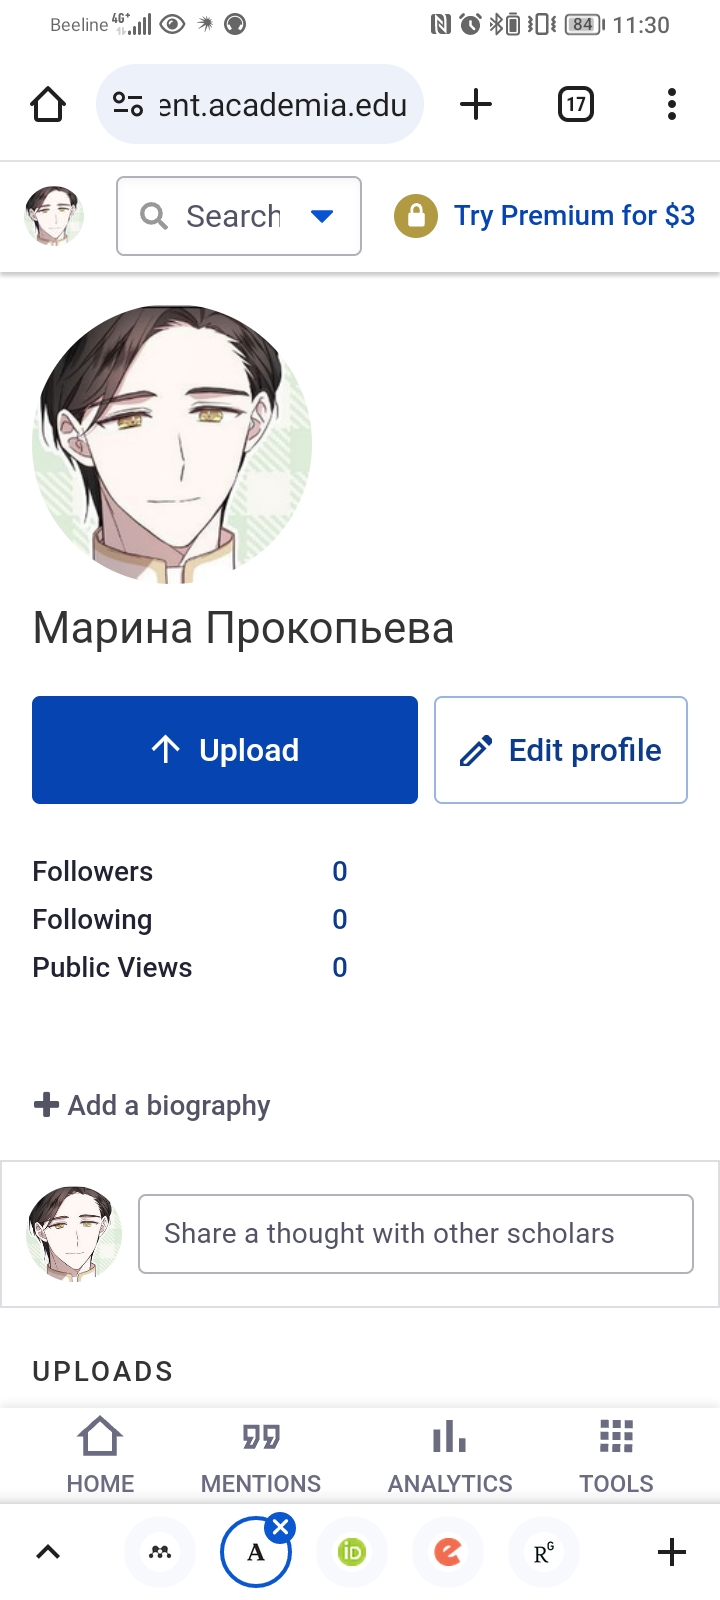 Beeline 4G+ 84 11:30
ent.academia.edu 17
Search Try Premium for $3
Марина Прокопьева
Upload Edit profile
Followers 0
Following 0
Public Views 0
Add a biography
Share a thought with other scholars
UPLOADS
HOME MENTIONS ANALYTICS TOOLS
A iD e RG